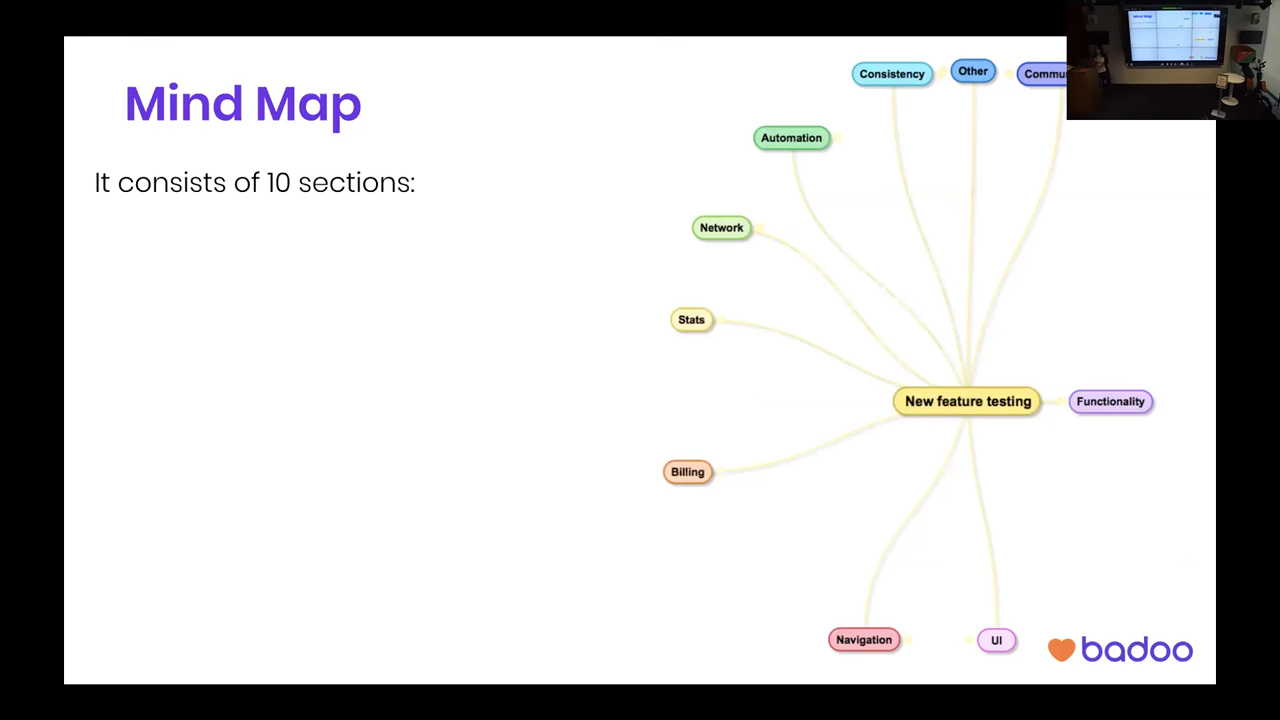 Mind Map
It consists of 10 sections:
Consistency
Other
Commu
Automation
Network
Stats
New feature testing
Functionality
Billing
Navigation
UI
badoo